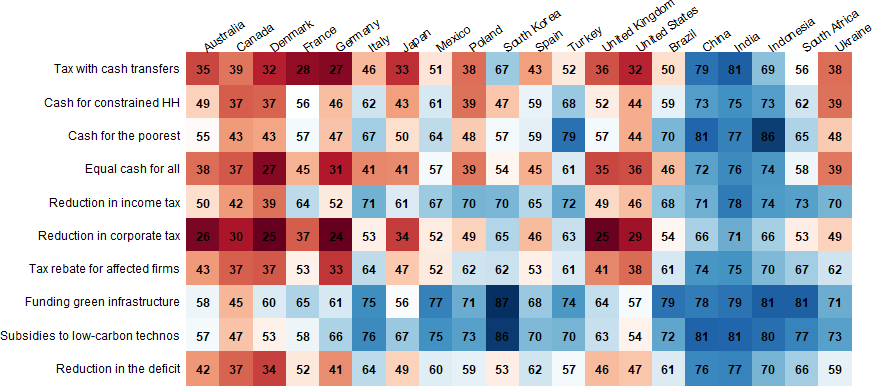 Australia Canada Denmark France Germany Italy Japan Mexico Poland South Korea Spain Turkey United Kingdom United States Brazil China India Indonesia South Africa Ukraine
Tax with cash transfers 35 39 32 28 27 46 33 51 38 67 43 52 36 32 50 79 81 69 56 38
Cash for constrained HH 49 37 37 56 46 62 43 61 39 47 59 68 52 44 59 73 75 73 62 39
Cash for the poorest 55 43 43 57 47 67 50 64 48 57 59 79 57 44 70 81 77 86 65 48
Equal cash for all 38 37 27 45 31 41 41 57 39 54 45 61 35 36 46 72 76 74 58 39
Reduction in income tax 50 42 39 64 52 71 61 67 70 70 65 72 49 46 68 71 78 74 73 70
Reduction in corporate tax 26 30 25 37 24 53 34 52 49 65 46 63 25 29 54 66 71 66 53 49
Tax rebate for affected firms 43 37 37 53 33 64 47 52 62 62 53 61 41 38 61 74 75 70 67 62
Funding green infrastructure 58 45 60 65 61 75 56 77 71 87 68 74 64 57 79 78 79 81 81 71
Subsidies to low-carbon technos 57 47 53 58 66 76 67 75 73 86 70 70 63 54 72 81 81 80 77 73
Reduction in the deficit 42 37 34 52 41 64 49 60 59 53 62 57 46 47 61 76 77 70 66 59